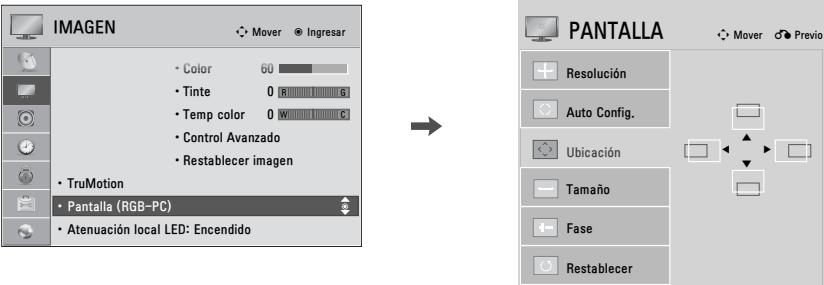 IMAGEN
Mover Ingresar
• Color 60
• Tinte 0 R G
• Temp color 0 W C
• Control Avanzado
• Restablecer imagen
• TruMotion
• Pantalla (RGB-PC)
• Atenuación local LED: Encendido
PANTALLA
Mover Previo
Resolución
Auto Config.
Ubicación
Tamaño
Fase
Restablecer